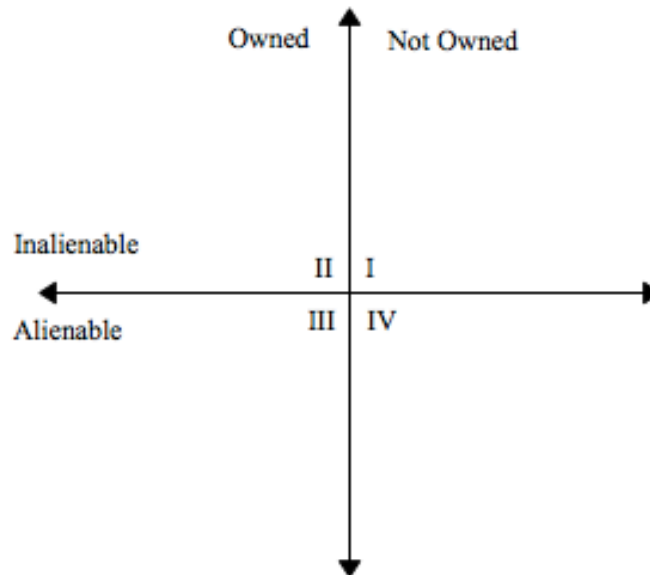 Owned Not Owned
Inalienable
II I
Alienable
III IV